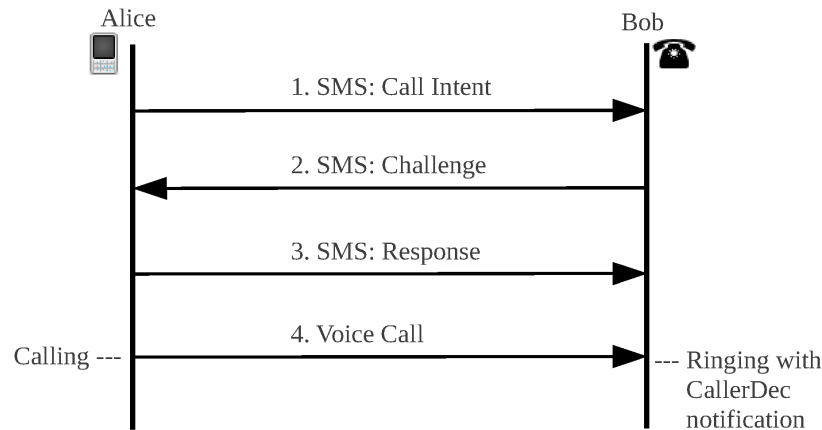 Alice
Bob
1. SMS: Call Intent
2. SMS: Challenge
3. SMS: Response
4. Voice Call
Calling ---
--- Ringing with
CallerDec
notification